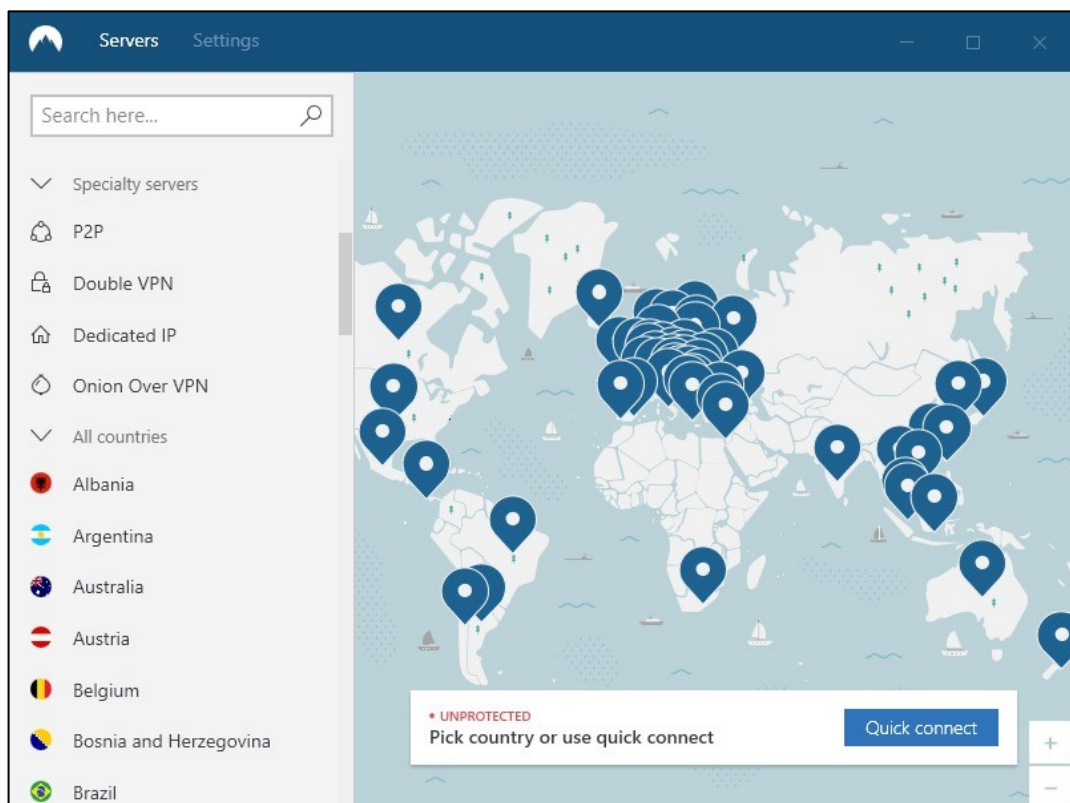 Servers
Settings
Search here...
Specialty servers
P2P
Double VPN
Dedicated IP
Onion Over VPN
All countries
Albania
Argentina
Australia
Austria
Belgium
Bosnia and Herzegovina
Brazil
• UNPROTECTED
Pick country or use quick connect
Quick connect
+
−